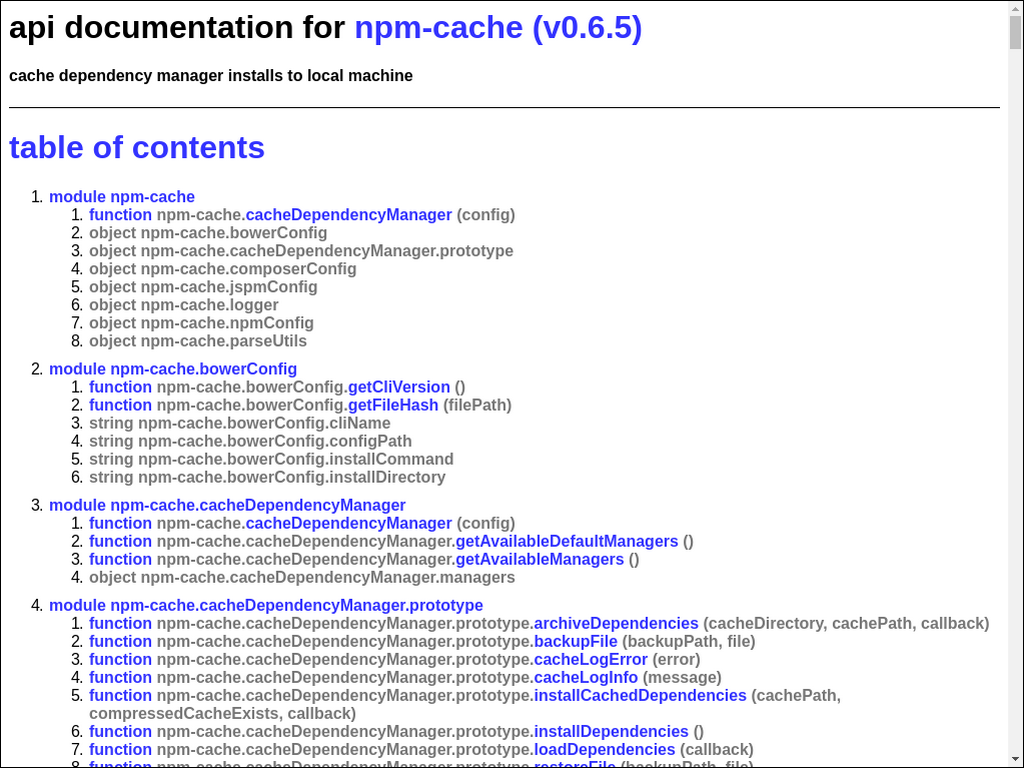 api documentation for npm-cache (v0.6.5)
cache dependency manager installs to local machine
table of contents
1. module npm-cache
1. function npm-cache.cacheDependencyManager (config)
2. object npm-cache.bowerConfig
3. object npm-cache.cacheDependencyManager.prototype
4. object npm-cache.composerConfig
5. object npm-cache.jspmConfig
6. object npm-cache.logger
7. object npm-cache.npmConfig
8. object npm-cache.parseUtils
2. module npm-cache.bowerConfig
1. function npm-cache.bowerConfig.getCliVersion ()
2. function npm-cache.bowerConfig.getFileHash (filePath)
3. string npm-cache.bowerConfig.cliName
4. string npm-cache.bowerConfig.configPath
5. string npm-cache.bowerConfig.installCommand
6. string npm-cache.bowerConfig.installDirectory
3. module npm-cache.cacheDependencyManager
1. function npm-cache.cacheDependencyManager (config)
2. function npm-cache.cacheDependencyManager.getAvailableDefaultManagers ()
3. function npm-cache.cacheDependencyManager.getAvailableManagers ()
4. object npm-cache.cacheDependencyManager.managers
4. module npm-cache.cacheDependencyManager.prototype
1. function npm-cache.cacheDependencyManager.prototype.archiveDependencies (cacheDirectory, cachePath, callback)
2. function npm-cache.cacheDependencyManager.prototype.backupFile (backupPath, file)
3. function npm-cache.cacheDependencyManager.prototype.cacheLogError (error)
4. function npm-cache.cacheDependencyManager.prototype.cacheLogInfo (message)
5. function npm-cache.cacheDependencyManager.prototype.installCachedDependencies (cachePath,
compressedCacheExists, callback)
6. function npm-cache.cacheDependencyManager.prototype.installDependencies ()
7. function npm-cache.cacheDependencyManager.prototype.loadDependencies (callback)
8. function npm-cache.cacheDependencyManager.prototype.restoreFile (backupPath, file)